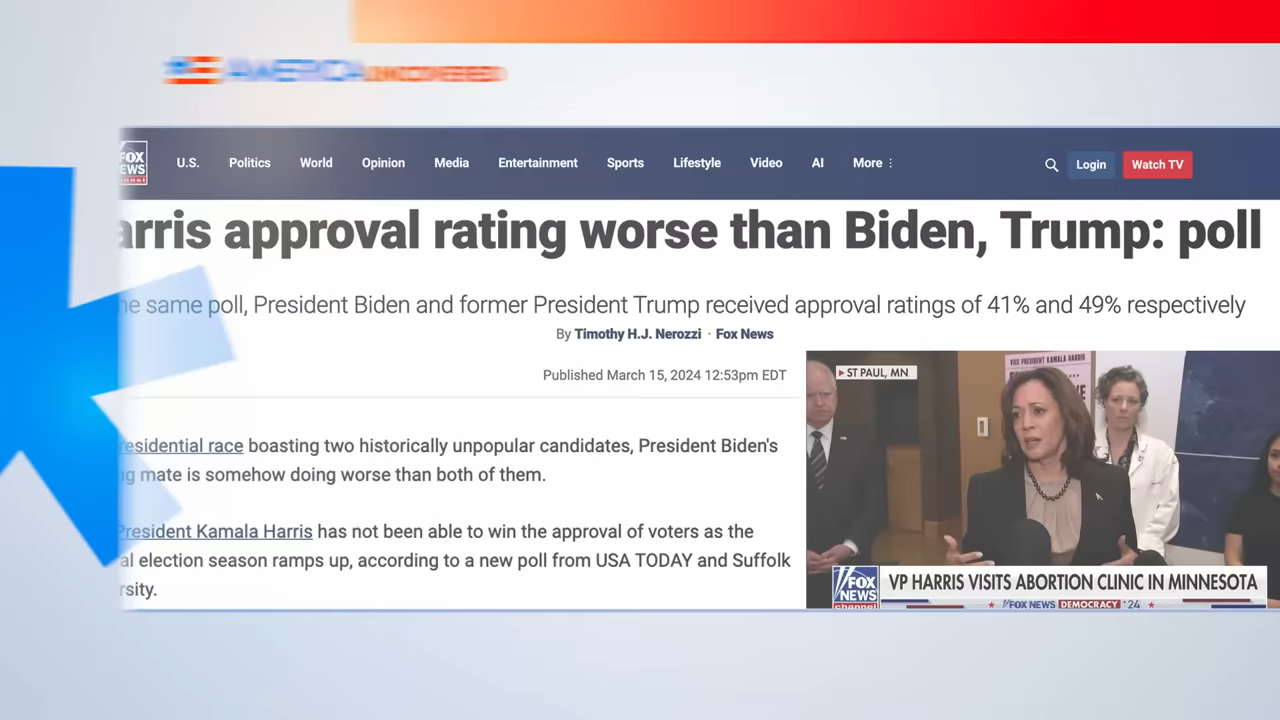 AMERICA UNCOVERED
FOX
EWS
channel
U.S. Politics World Opinion Media Entertainment Sports Lifestyle Video AI More Login Watch TV
arris approval rating worse than Biden, Trump: poll
he same poll, President Biden and former President Trump received approval ratings of 41% and 49% respectively
By Timothy H.J. Nerozzi · Fox News
Published March 15, 2024 12:53pm EDT
residential race boasting two historically unpopular candidates, President Biden's
g mate is somehow doing worse than both of them.
President Kamala Harris has not been able to win the approval of voters as the
al election season ramps up, according to a new poll from USA TODAY and Suffolk
rsity.
VICE PRESIDENT KAMALA HARRIS
ST PAUL, MN
FOX
NEWS
channel
VP HARRIS VISITS ABORTION CLINIC IN MINNESOTA
FOX NEWS DEMOCRACY '24